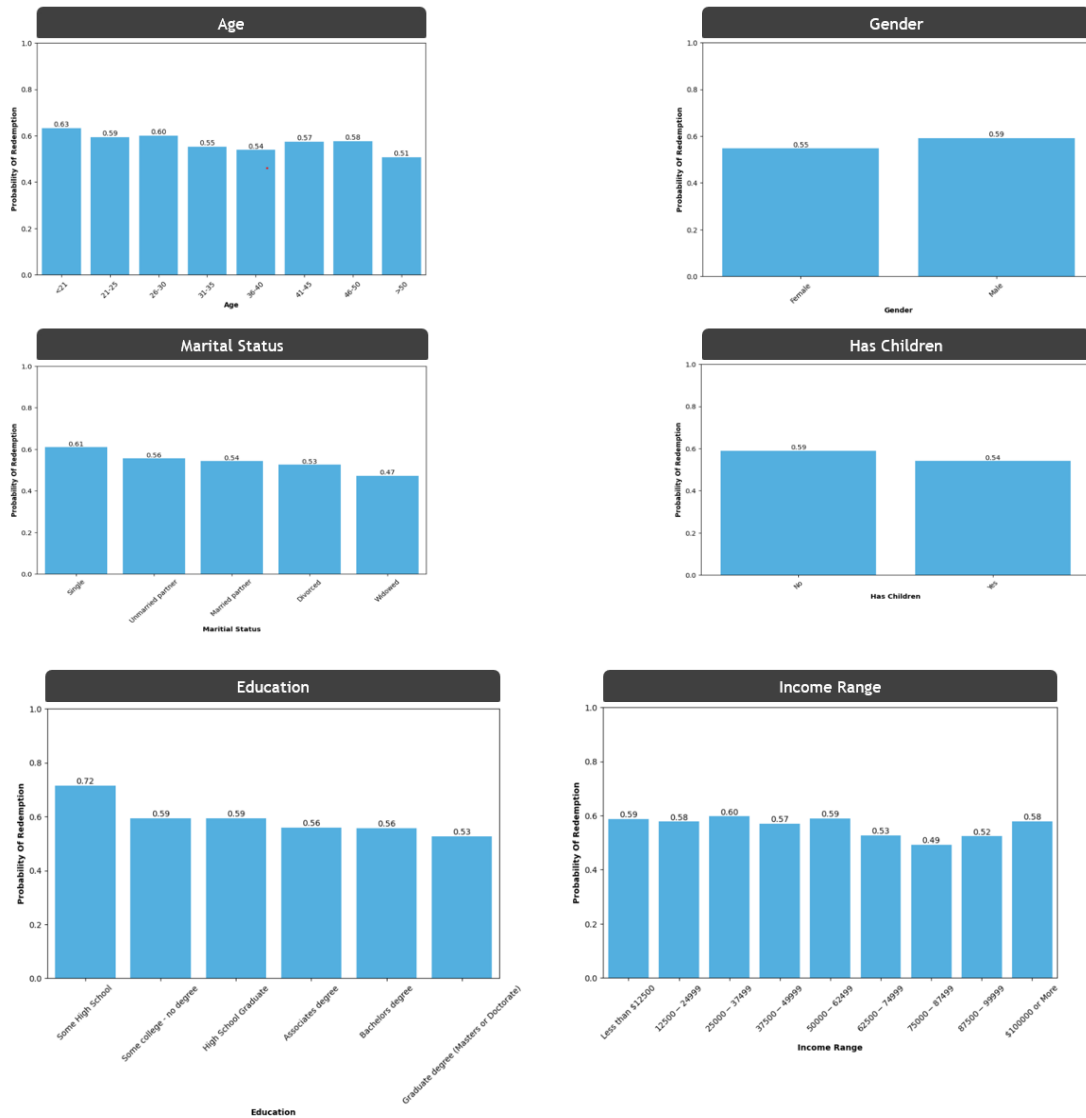 Age
1.0
0.8
0.6
0.4
0.2
0.0
Probability Of Redemption
0.63
0.59
0.60
0.55
0.54
0.57
0.58
0.51
<21
21-25
26-30
31-35
36-40
41-45
46-50
>50
Age
Gender
1.0
0.8
0.6
0.4
0.2
0.0
Probability Of Redemption
0.55
0.59
Female
Male
Gender
Marital Status
1.0
0.8
0.6
0.4
0.2
0.0
Probability Of Redemption
0.61
0.56
0.54
0.53
0.47
Single
Unmarried partner
Married partner
Divorced
Widowed
Maritial Status
Has Children
1.0
0.8
0.6
0.4
0.2
0.0
Probability Of Redemption
0.59
0.54
No
Yes
Has Children
Education
1.0
0.8
0.6
0.4
0.2
0.0
Probability Of Redemption
0.72
0.59
0.59
0.56
0.56
0.53
Some High School
Some college - no degree
High School Graduate
Associates degree
Bachelors degree
Graduate degree (Masters or Doctorate)
Education
Income Range
1.0
0.8
0.6
0.4
0.2
0.0
Probability Of Redemption
0.59
0.58
0.60
0.57
0.59
0.53
0.49
0.52
0.58
Less than $12500
12500 − 24999
25000 − 37499
37500 − 49999
50000 − 62499
62500 − 74999
75000 − 87499
87500 − 99999
$100000 or More
Income Range